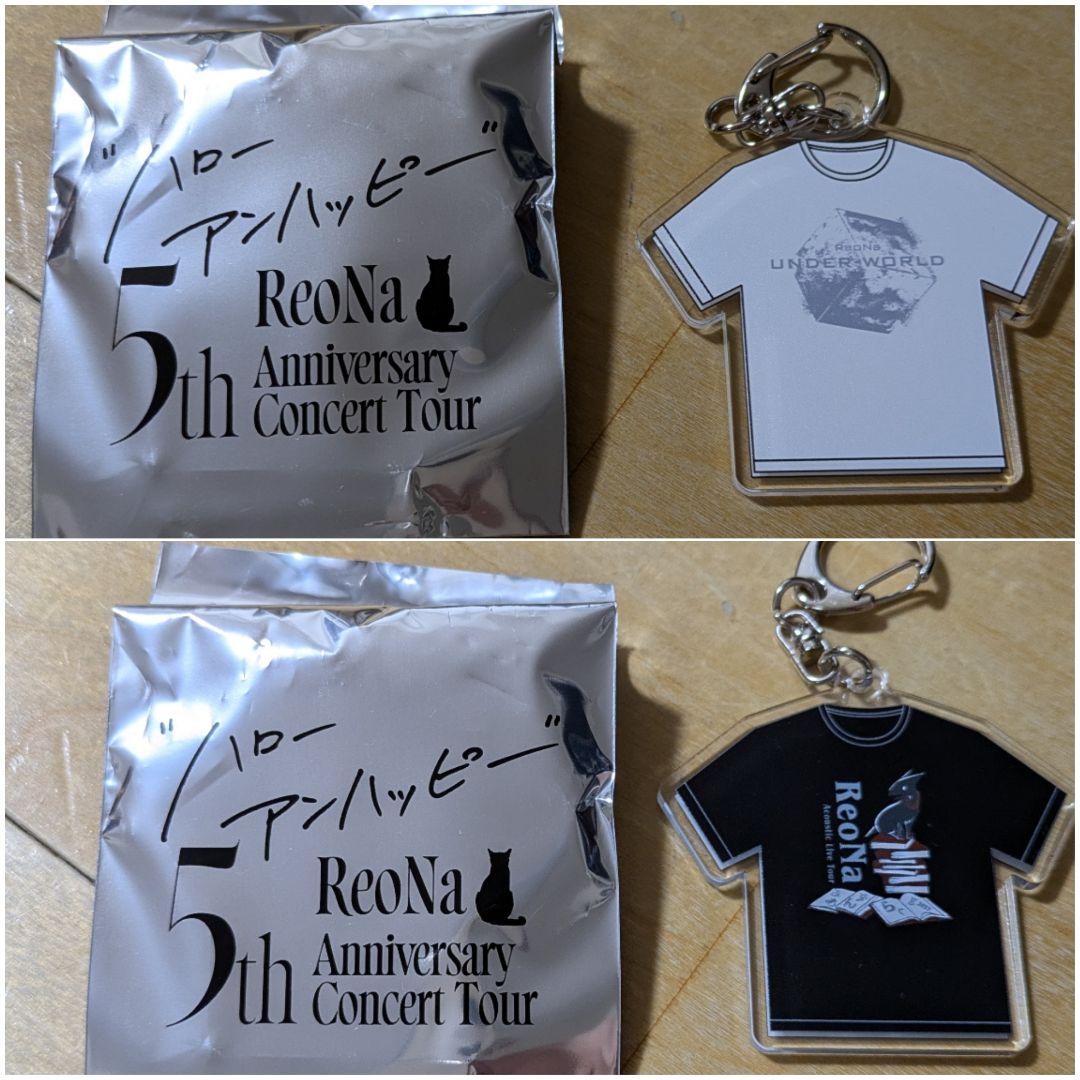 "ハロー
アンハッピー"
5th
ReoNa
Anniversary
Concert Tour
ReoNa
UNDER WORLD
"ハロー
アンハッピー"
5th
ReoNa
Anniversary
Concert Tour
ReoNa
Acoustic Live Tour